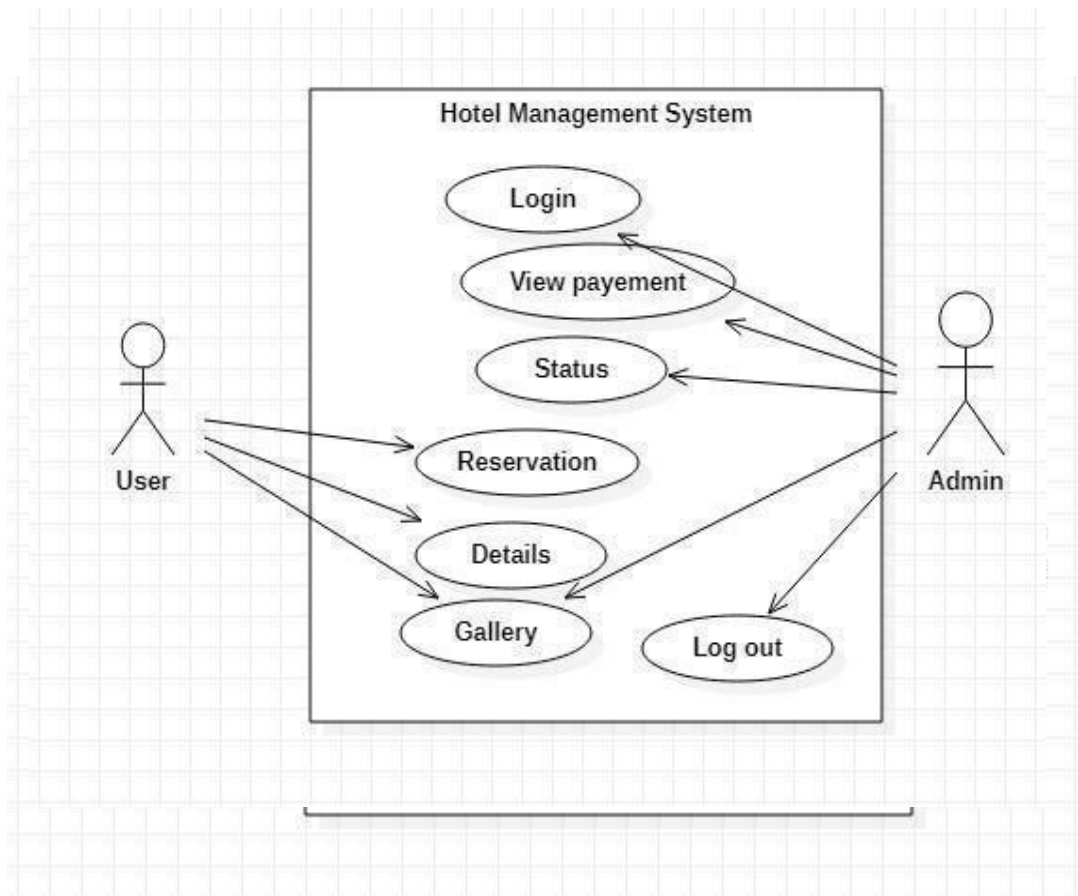 Hotel Management System
Login
View payement
Status
Reservation
User
Admin
Details
Gallery
Log out